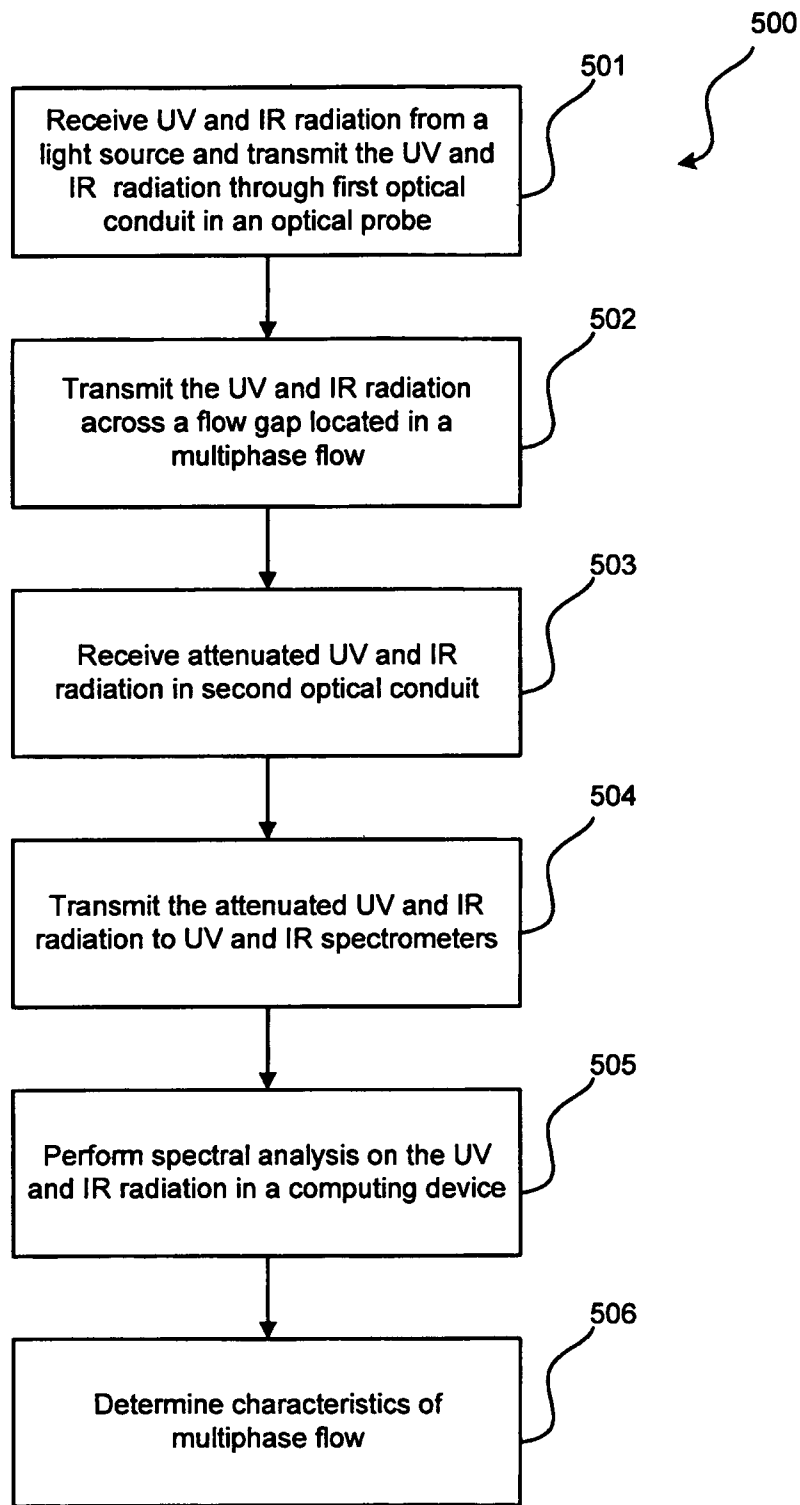 500
501
Receive UV and IR radiation from a
light source and transmit the UV and
IR radiation through first optical
conduit in an optical probe
502
Transmit the UV and IR radiation
across a flow gap located in a
multiphase flow
503
Receive attenuated UV and IR
radiation in second optical conduit
504
Transmit the attenuated UV and IR
radiation to UV and IR spectrometers
505
Perform spectral analysis on the UV
and IR radiation in a computing device
506
Determine characteristics of
multiphase flow